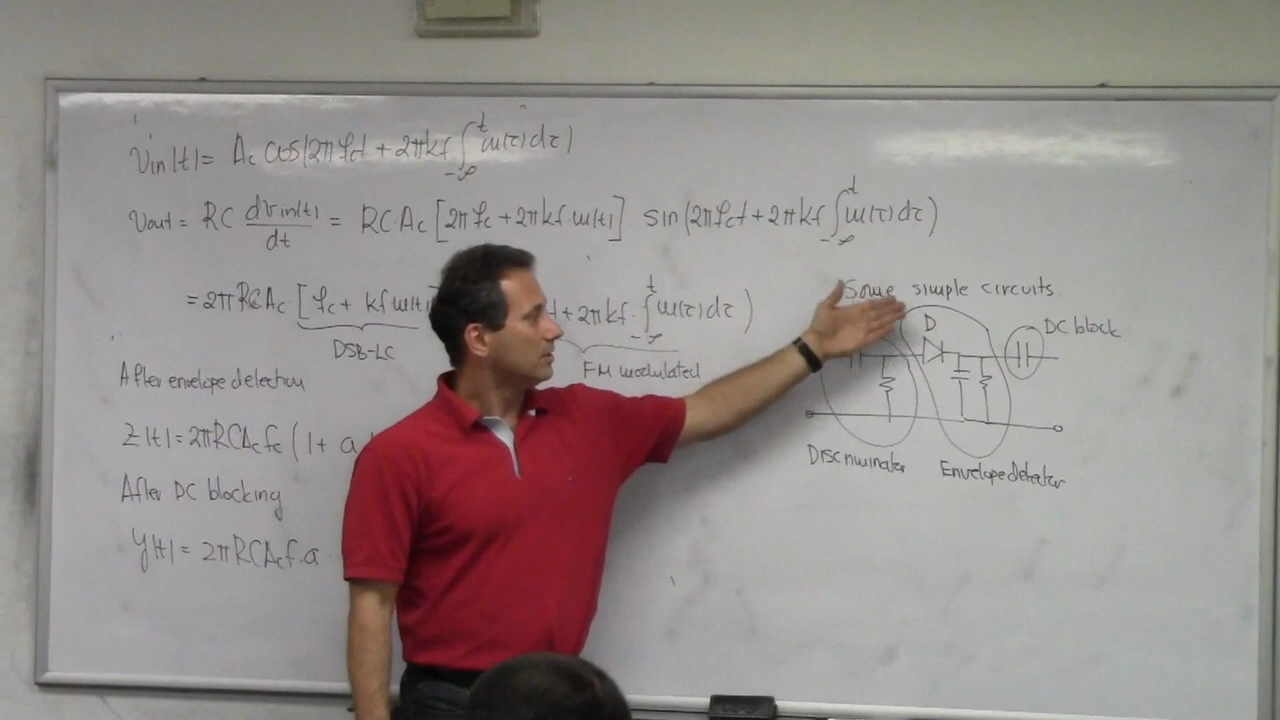 Vin(t) = Ac cos(2πfct + 2πkf ∫_{-∞}^{t} m(τ)dτ)
Vout = RC dVin(t)/dt = RC Ac [2πfc + 2πkf m(t)] sin(2πfct + 2πkf ∫_{-∞}^{t} m(τ)dτ)
= 2πRCAc [fc + kf m(t) t + 2πkf · ∫_{-∞}^{t} m(τ)dτ)
DSB-LC
FM modulated
After envelope detection
Z(t) = 2πRCAcfc (1 + a
After DC blocking
y(t) = 2πRCAcf·a
Some simple circuits
D
DC block
Discriminator
Envelope detector